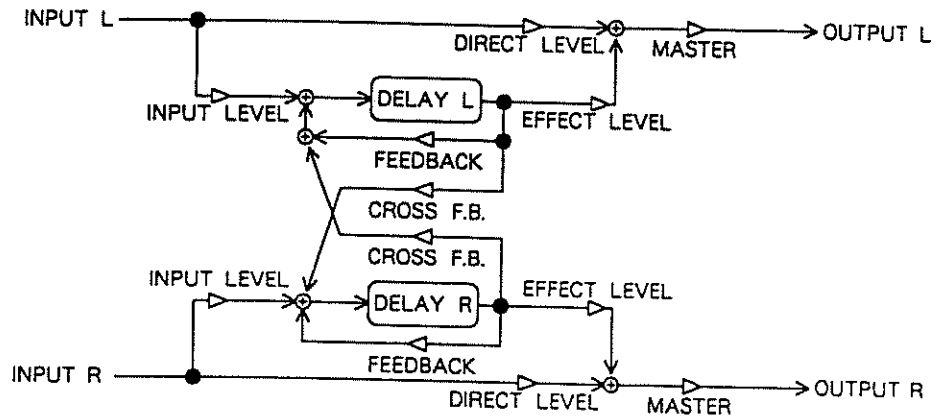 INPUT L
DIRECT LEVEL
MASTER
OUTPUT L
INPUT LEVEL
DELAY L
EFFECT LEVEL
FEEDBACK
CROSS F.B.
CROSS F.B.
INPUT LEVEL
DELAY R
EFFECT LEVEL
FEEDBACK
INPUT R
DIRECT LEVEL
MASTER
OUTPUT R